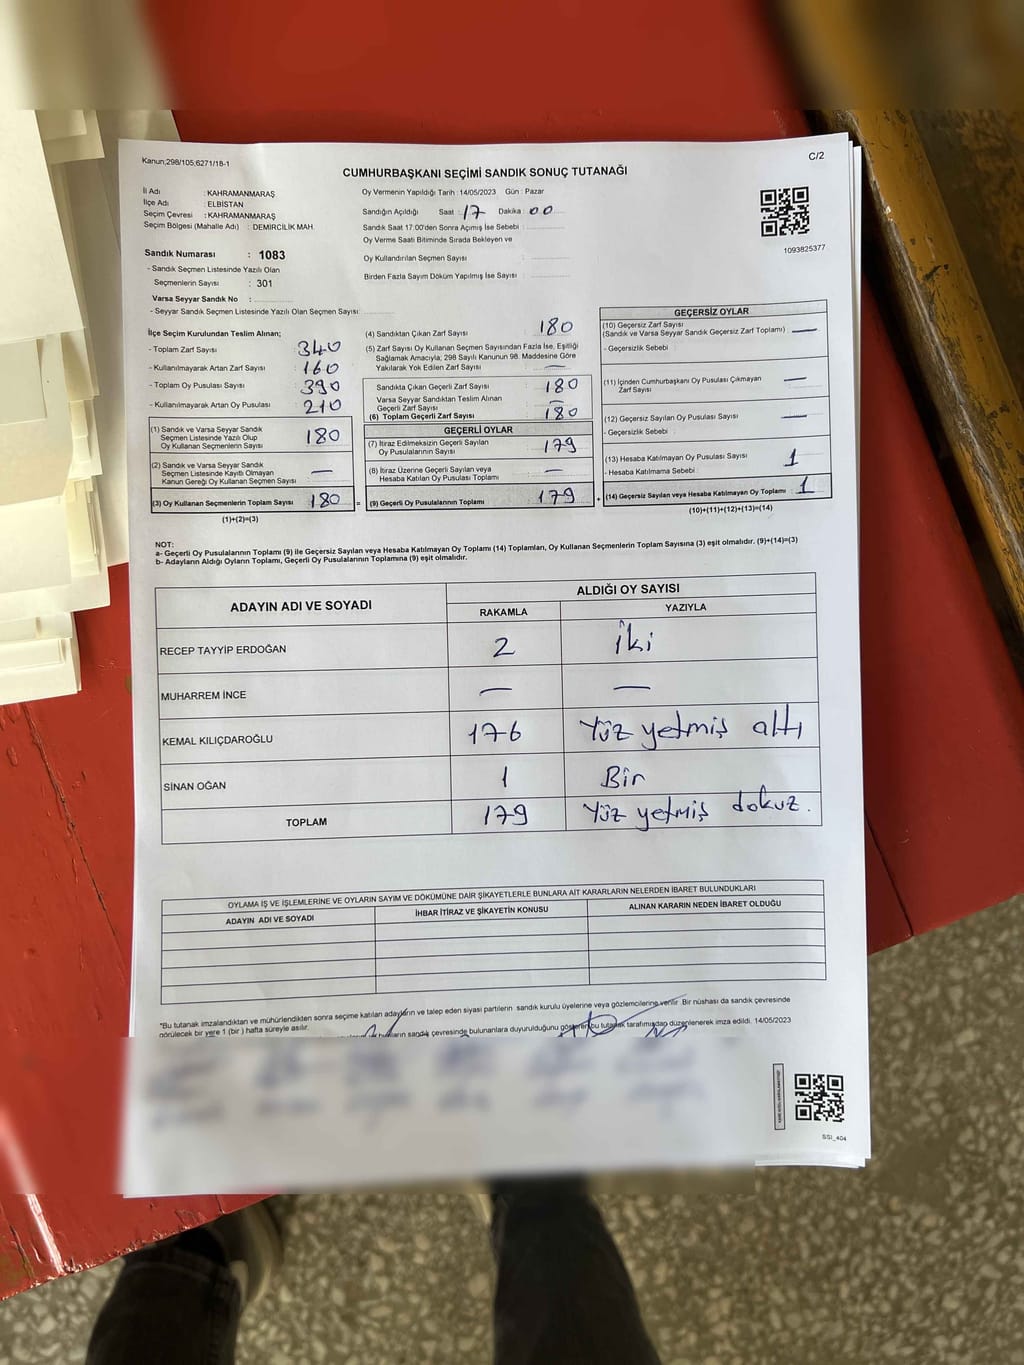 Kanun;298/105;6271/18-1
C/2
CUMHURBAŞKANI SEÇİMİ SANDIK SONUÇ TUTANAĞI
İl Adı : KAHRAMANMARAŞ
İlçe Adı : ELBİSTAN
Seçim Çevresi : KAHRAMANMARAŞ
Seçim Bölgesi (Mahalle Adı) : DEMİRCİLİK MAH.
Sandık Numarası : 1083
- Sandık Seçmen Listesinde Yazılı Olan
Seçmenlerin Sayısı : 301
Varsa Seyyar Sandık No :
- Seyyar Sandık Seçmen Listesinde Yazılı Olan Seçmen Sayısı:
Oy Vermenin Yapıldığı Tarih : 14/05/2023 Gün : Pazar
Sandığın Açıldığı Saat : 17 Dakika : 00
Sandık Saat 17:00'den Sonra Açımış İse Sebebi :
Oy Verme Saati Bitiminde Sırada Bekleyen ve
Oy Kullandırılan Seçmen Sayısı :
Birden Fazla Sayım Döküm Yapılmış İse Sayısı :
1093825377
İlçe Seçim Kurulundan Teslim Alınan;
- Toplam Zarf Sayısı : 340
- Kullanılmayarak Artan Zarf Sayısı : 160
- Toplam Oy Pusulası Sayısı : 390
- Kullanılmayarak Artan Oy Pusulası : 210
(1) Sandık ve Varsa Seyyar Sandık
Seçmen Listesinde Yazılı Olup
Oy Kullanan Seçmenlerin Sayısı : 180
(2) Sandık ve Varsa Seyyar Sandık
Seçmen Listesinde Kayıtlı Olmayan
Kanun Gereği Oy Kullanan Seçmen Sayısı : —
(3) Oy Kullanan Seçmenlerin Toplam Sayısı : 180
(1)+(2)=(3)
(4) Sandıktan Çıkan Zarf Sayısı : 180
(5) Zarf Sayısı Oy Kullanan Seçmen Sayısından Fazla İse, Eşitliği
Sağlamak Amacıyla; 298 Sayılı Kanunun 98. Maddesine Göre
Yakılarak Yok Edilen Zarf Sayısı : —
Sandıkta Çıkan Geçerli Zarf Sayısı : 180
Varsa Seyyar Sandıktan Teslim Alınan
Geçerli Zarf Sayısı : —
(6) Toplam Geçerli Zarf Sayısı : 180
GEÇERLİ OYLAR
(7) İtiraz Edilmeksizin Geçerli Sayılan
Oy Pusulasının Sayısı : 179
(8) İtiraz Üzerine Geçerli Sayılan veya
Hesaba Katılan Oy Pusulası Toplamı : —
= (9) Geçerli Oy Pusulalarının Toplamı : 179
GEÇERSİZ OYLAR
(10) Geçersiz Zarf Sayısı
(Sandık ve Varsa Seyyar Sandık Geçersiz Zarf Toplamı) —
- Geçersizlik Sebebi :
(11) İçinden Cumhurbaşkanı Oy Pusulası Çıkmayan
Zarf Sayısı : —
(12) Geçersiz Sayılan Oy Pusulası Sayısı : —
- Geçersizlik Sebebi :
(13) Hesaba Katılmayan Oy Pusulası Sayısı : 1
- Hesaba Katılmama Sebebi :
+ (14) Geçersiz Sayılan veya Hesaba Katılmayan Oy Toplamı : 1
(10)+(11)+(12)+(13)=(14)
NOT:
a- Geçerli Oy Pusulalarının Toplamı (9) ile Geçersiz Sayılan veya Hesaba Katılmayan Oy Toplamı (14) Toplamları, Oy Kullanan Seçmenlerin Toplam Sayısına (3) eşit olmalıdır. (9)+(14)=(3)
b- Adayların Aldığı Oyların Toplamı, Geçerli Oy Pusulalarının Toplamına (9) eşit olmalıdır.
ADAYIN ADI VE SOYADI
ALDIĞI OY SAYISI
RAKAMLA YAZIYLA
RECEP TAYYİP ERDOĞAN 2 İki
MUHARREM İNCE — —
KEMAL KILIÇDAROĞLU 176 Yüz yetmiş altı
SİNAN OĞAN 1 Bir
TOPLAM 179 Yüz yetmiş dokuz.
OYLAMA İŞ VE İŞLEMLERİNE VE OYLARIN SAYIM VE DÖKÜMÜNE DAİR ŞİKAYETLERLE BUNLARA AİT KARARLARIN NELERDEN İBARET BULUNDUKLARI
ADAYIN ADI VE SOYADI İHBAR İTİRAZ VE ŞİKAYETİN KONUSU ALINAN KARARIN NEDEN İBARET OLDUĞU
*Bu tutanak imzalandıktan ve mühürlendikten sonra seçime katılan adayların ve talep eden siyasi partilerin sandık kurulu üyelerine veya gözlemcilerine verilir. Bir nüshası da sandık çevresinde
görülecek bir yere 1 (bir ) hafta süreyle asılır.
sandık çevresinde bulunanlara duyurulduğunu gösteren bu tutanak tarafımızdan düzenlenerek imza edildi. 14/05/2023
SSI_404